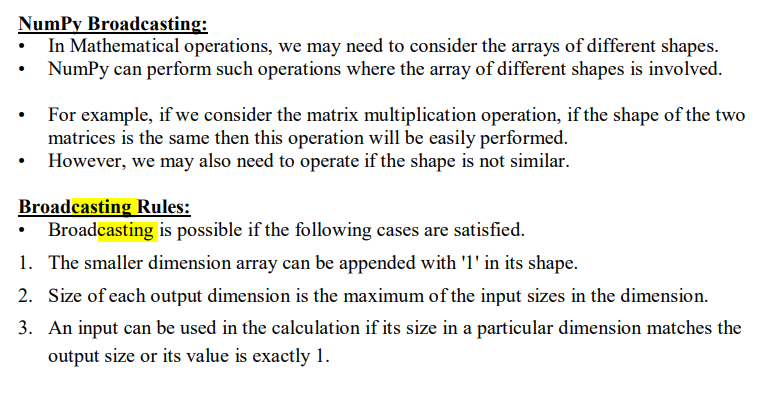 NumPy Broadcasting:
• In Mathematical operations, we may need to consider the arrays of different shapes.
• NumPy can perform such operations where the array of different shapes is involved.
• For example, if we consider the matrix multiplication operation, if the shape of the two
matrices is the same then this operation will be easily performed.
• However, we may also need to operate if the shape is not similar.
Broadcasting Rules:
• Broadcasting is possible if the following cases are satisfied.
1. The smaller dimension array can be appended with '1' in its shape.
2. Size of each output dimension is the maximum of the input sizes in the dimension.
3. An input can be used in the calculation if its size in a particular dimension matches the
output size or its value is exactly 1.